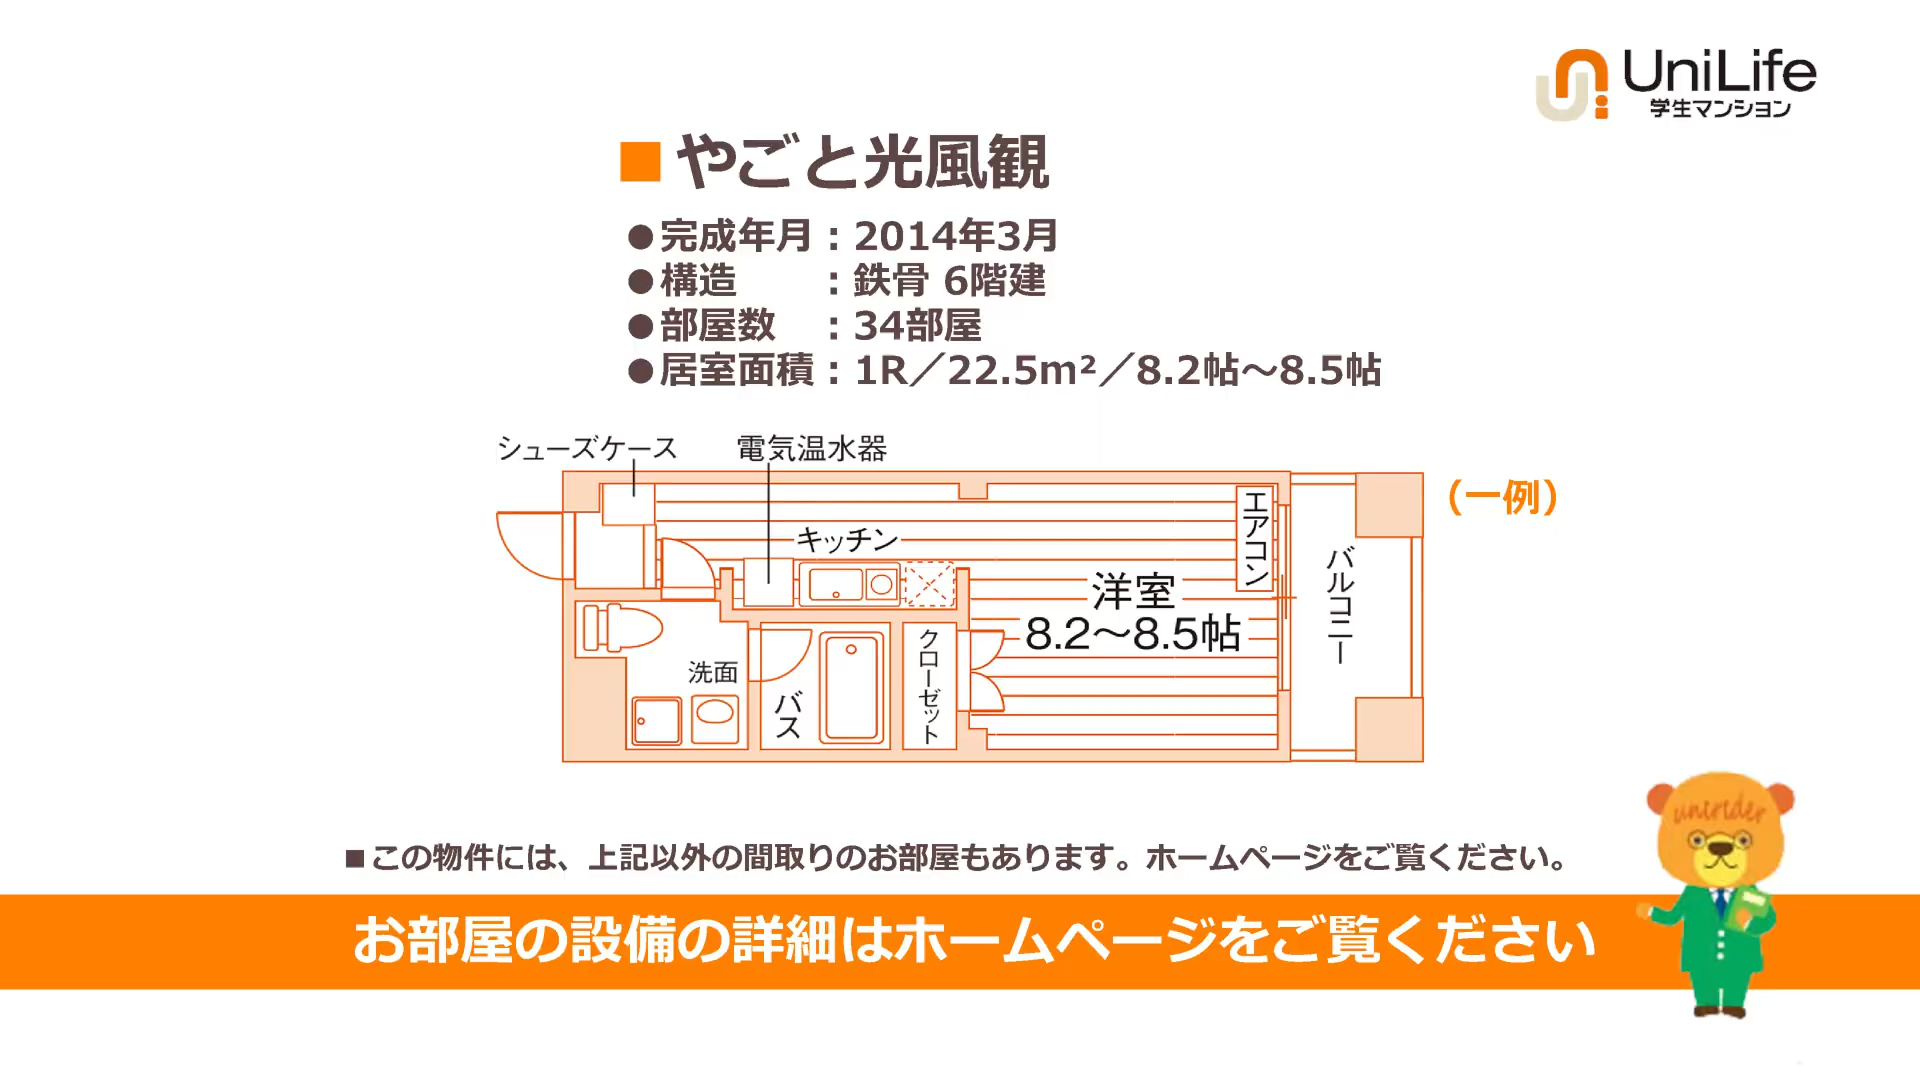 UniLife
学生マンション
■やごと光風観
●完成年月：2014年3月
●構造　　：鉄骨 6階建
●部屋数　：34部屋
●居室面積：1R／22.5m²／8.2帖～8.5帖
シューズケース
電気温水器
（一例）
キッチン
エアコン
バルコニー
洋室
8.2～8.5帖
クローゼット
洗面
バス
unirider
■この物件には、上記以外の間取りのお部屋もあります。ホームページをご覧ください。
お部屋の設備の詳細はホームページをご覧ください